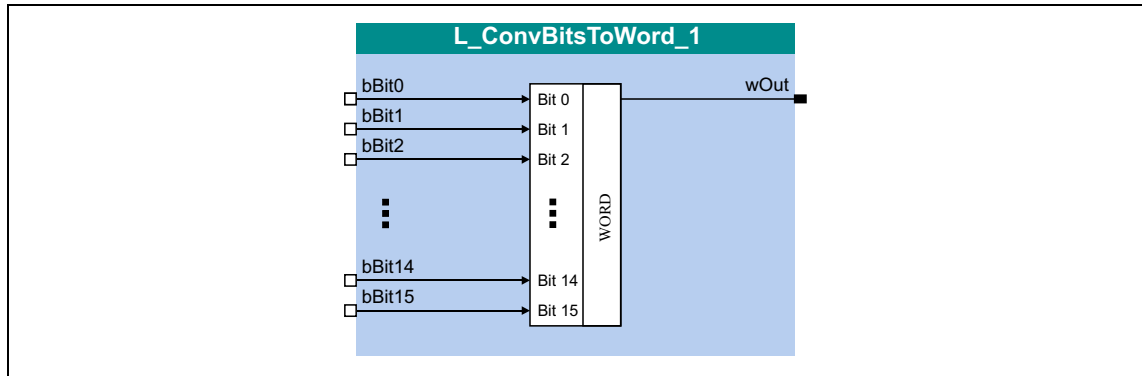 L_ConvBitsToWord_1
bBit0 wOut
Bit 0
bBit1
Bit 1
bBit2
Bit 2
WORD
bBit14
Bit 14
bBit15
Bit 15